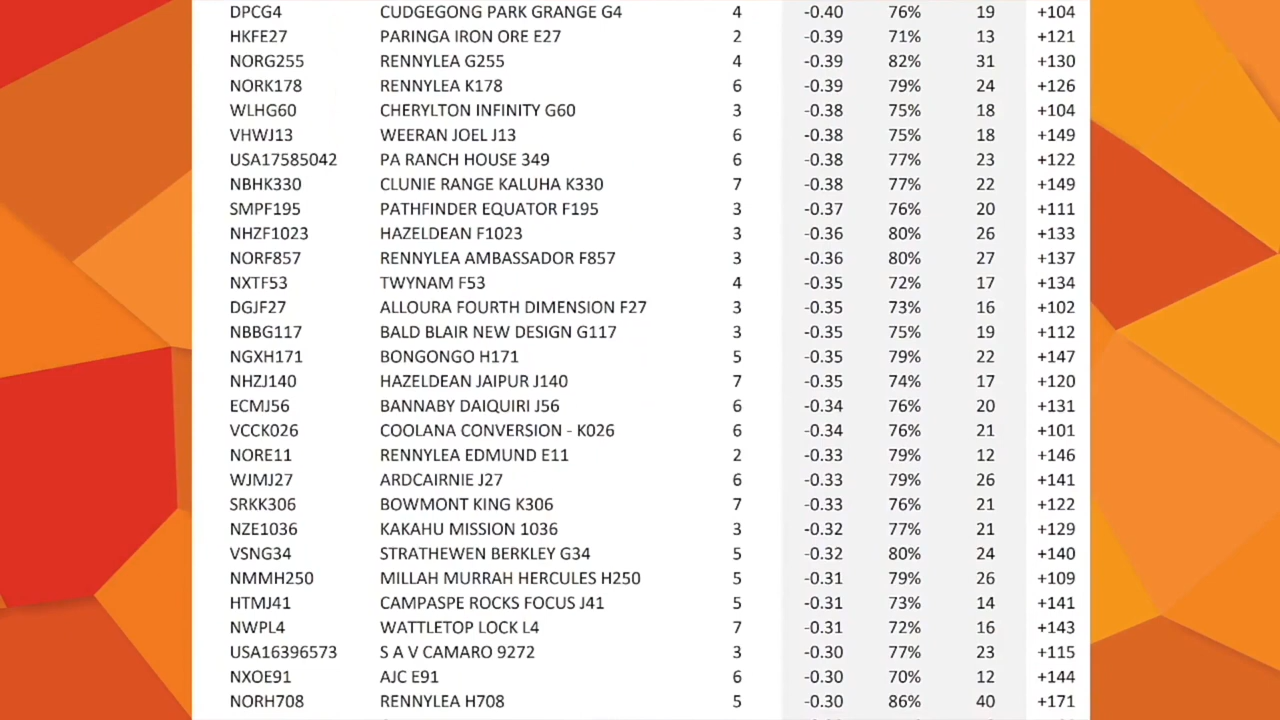 DPCG4 CUDGEGONG PARK GRANGE G4 4 -0.40 76% 19 +104
HKFE27 PARINGA IRON ORE E27 2 -0.39 71% 13 +121
NORG255 RENNYLEA G255 4 -0.39 82% 31 +130
NORK178 RENNYLEA K178 6 -0.39 79% 24 +126
WLHG60 CHERYLTON INFINITY G60 3 -0.38 75% 18 +104
VHWJ13 WEERAN JOEL J13 6 -0.38 75% 18 +149
USA17585042 PA RANCH HOUSE 349 6 -0.38 77% 23 +122
NBHK330 CLUNIE RANGE KALUHA K330 7 -0.38 77% 22 +149
SMPF195 PATHFINDER EQUATOR F195 3 -0.37 76% 20 +111
NHZF1023 HAZELDEAN F1023 3 -0.36 80% 26 +133
NORF857 RENNYLEA AMBASSADOR F857 3 -0.36 80% 27 +137
NXTF53 TWYNAM F53 4 -0.35 72% 17 +134
DGJF27 ALLOURA FOURTH DIMENSION F27 3 -0.35 73% 16 +102
NBBG117 BALD BLAIR NEW DESIGN G117 3 -0.35 75% 19 +112
NGXH171 BONGONGO H171 5 -0.35 79% 22 +147
NHZJ140 HAZELDEAN JAIPUR J140 7 -0.35 74% 17 +120
ECMJ56 BANNABY DAIQUIRI J56 6 -0.34 76% 20 +131
VCCK026 COOLANA CONVERSION - K026 6 -0.34 76% 21 +101
NORE11 RENNYLEA EDMUND E11 2 -0.33 79% 12 +146
WJMJ27 ARDCAIRNIE J27 6 -0.33 79% 26 +141
SRKK306 BOWMONT KING K306 7 -0.33 76% 21 +122
NZE1036 KAKAHU MISSION 1036 3 -0.32 77% 21 +129
VSNG34 STRATHEWEN BERKLEY G34 5 -0.32 80% 24 +140
NMMH250 MILLAH MURRAH HERCULES H250 5 -0.31 79% 26 +109
HTMJ41 CAMPASPE ROCKS FOCUS J41 5 -0.31 73% 14 +141
NWPL4 WATTLETOP LOCK L4 7 -0.31 72% 16 +143
USA16396573 S A V CAMARO 9272 3 -0.30 77% 23 +115
NXOE91 AJC E91 6 -0.30 70% 12 +144
NORH708 RENNYLEA H708 5 -0.30 86% 40 +171